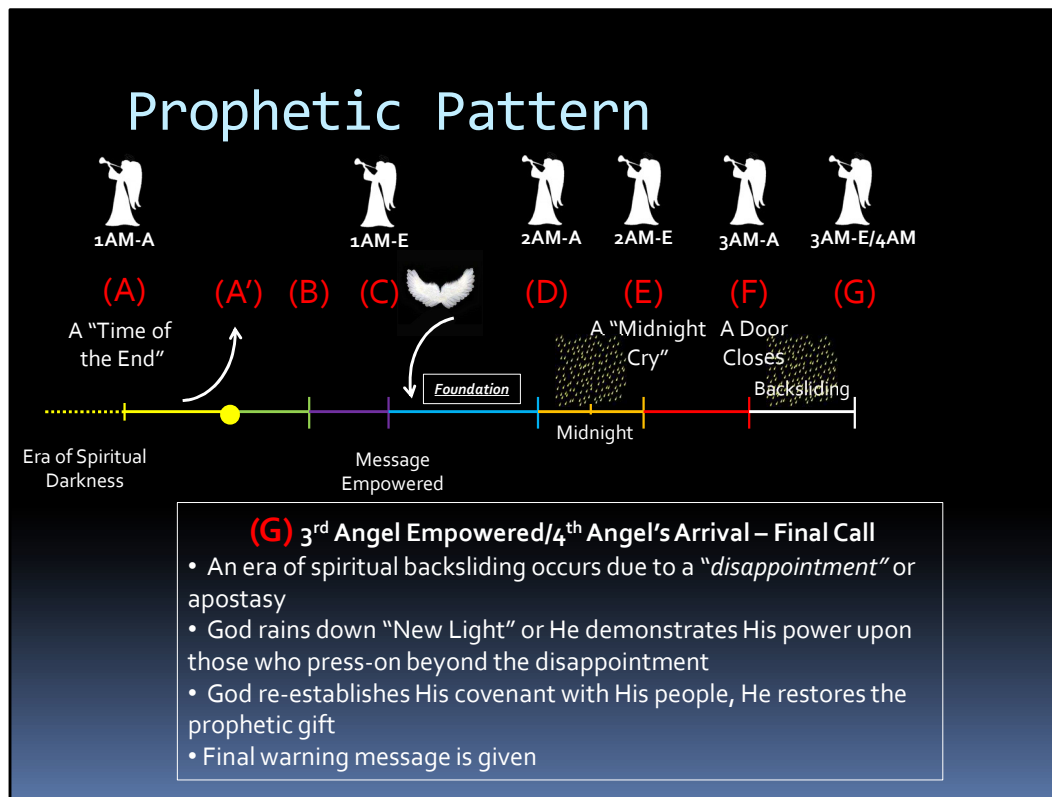 Prophetic Pattern
1AM-A 1AM-E 2AM-A 2AM-E 3AM-A 3AM-E/4AM
(A) (A’) (B) (C) (D) (E) (F) (G)
A “Time of
the End”
A “Midnight
Cry”
A Door
Closes
Backsliding
Foundation
Midnight
Era of Spiritual
Darkness
Message
Empowered
(G) 3rd Angel Empowered/4th Angel’s Arrival – Final Call
• An era of spiritual backsliding occurs due to a “disappointment” or
apostasy
• God rains down “New Light” or He demonstrates His power upon
those who press-on beyond the disappointment
• God re-establishes His covenant with His people, He restores the
prophetic gift
• Final warning message is given